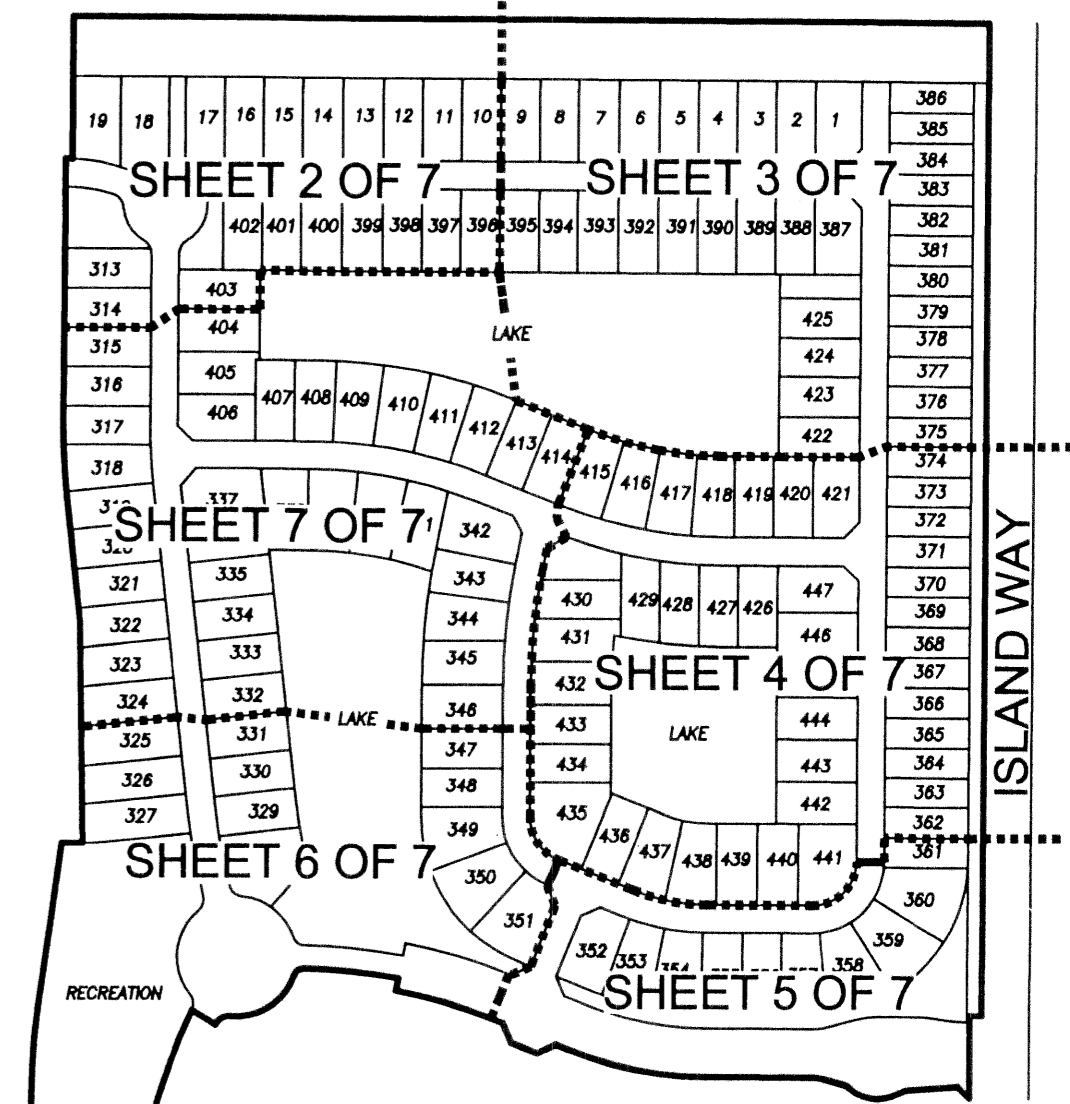 19 18 17 16 15 14 13 12 11 10 9 8 7 6 5 4 3 2 1 386
385
384
SHEET 2 OF 7 SHEET 3 OF 7
383
402 401 400 399 398 397 396 395 394 393 392 391 390 389 388 387 382
381
313 403 380
314 404 LAKE 425 379
315 424 378
316 405 423 377
317 406 407 408 409 410 411 412 413 414 422 376
375
318 415 416 417 418 419 420 421 374
337 373
SHEET 7 OF 7 342 372
371
321 335 343 430 429 428 427 426 447 370
322 334 344 431 446 369
323 333 345 368
SHEET 4 OF 7
324 332 346 432 367
325 331 LAKE 347 433 LAKE 444 366
326 330 348 434 443 365
327 329 349 435 442 364
363
362
SHEET 6 OF 7 436 437 438 439 440 441 361
350 360
351 352 353 358 359
RECREATION SHEET 5 OF 7
ISLAND WAY